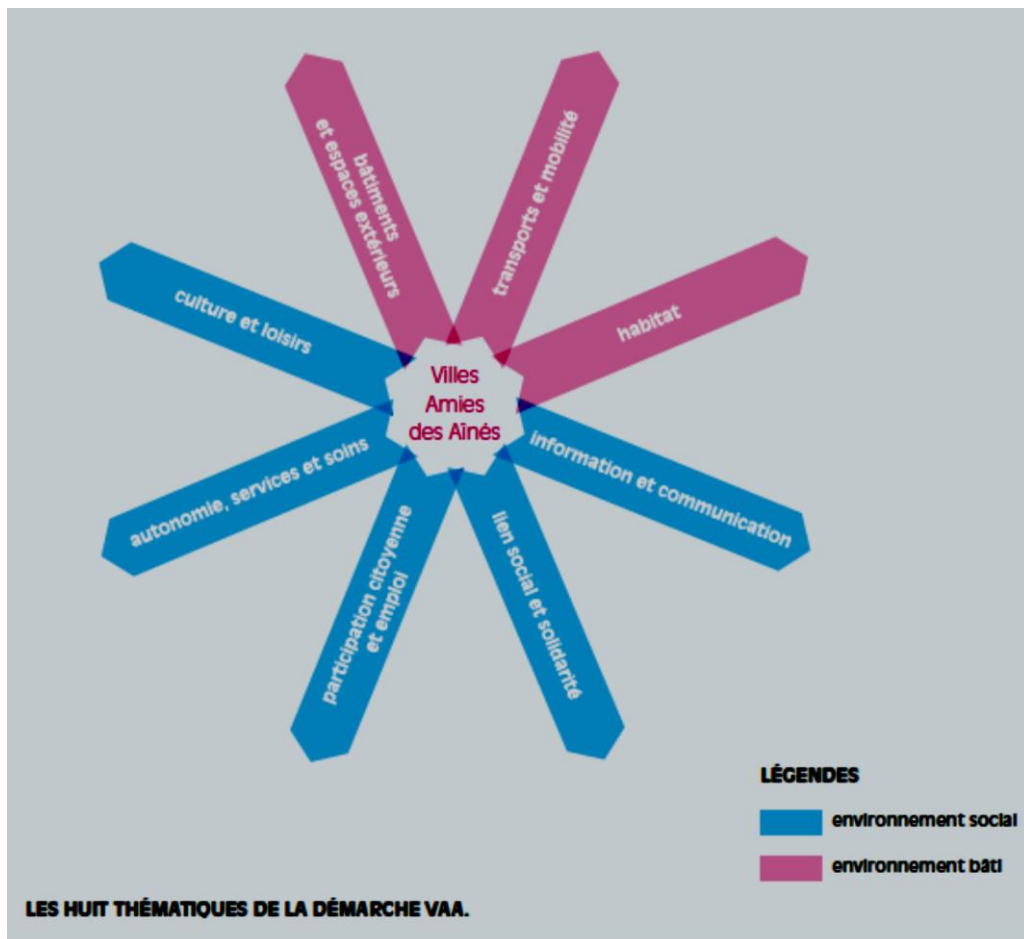 bâtiments
et espaces extérieurs
transports et mobilité
culture et loisirs
habitat
Villes
Amies
des Aînés
autonomie, services et soins
information et communication
participation citoyenne
et emploi
lien social et solidarité
LÉGENDES
environnement social
environnement bâti
LES HUIT THÉMATIQUES DE LA DÉMARCHE VAA.